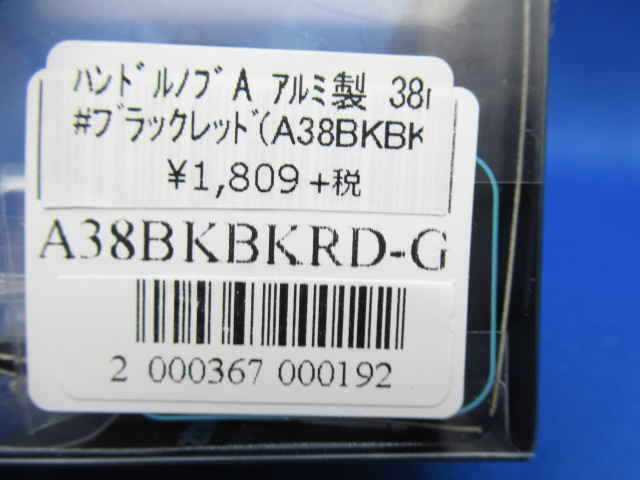 ﾊﾝﾄﾞﾙﾉﾌﾞA ｱﾙﾐ製 38
#ﾌﾞﾗｯｸﾚｯﾄﾞ(A38BKBK
¥1,809 +税
A38BKBKRD-G
2 000367 000192